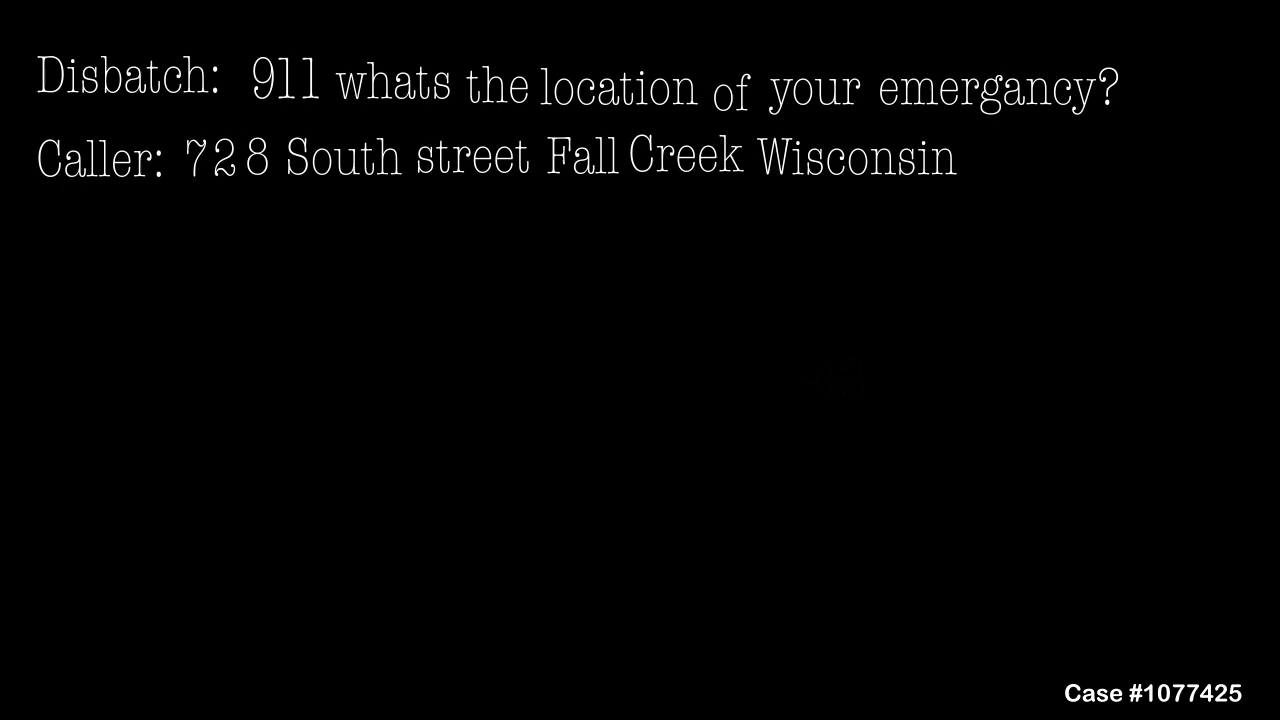 Disbatch: 911 whats the location of your emergancy?
Caller: 728 South street Fall Creek Wisconsin
Case #1077425